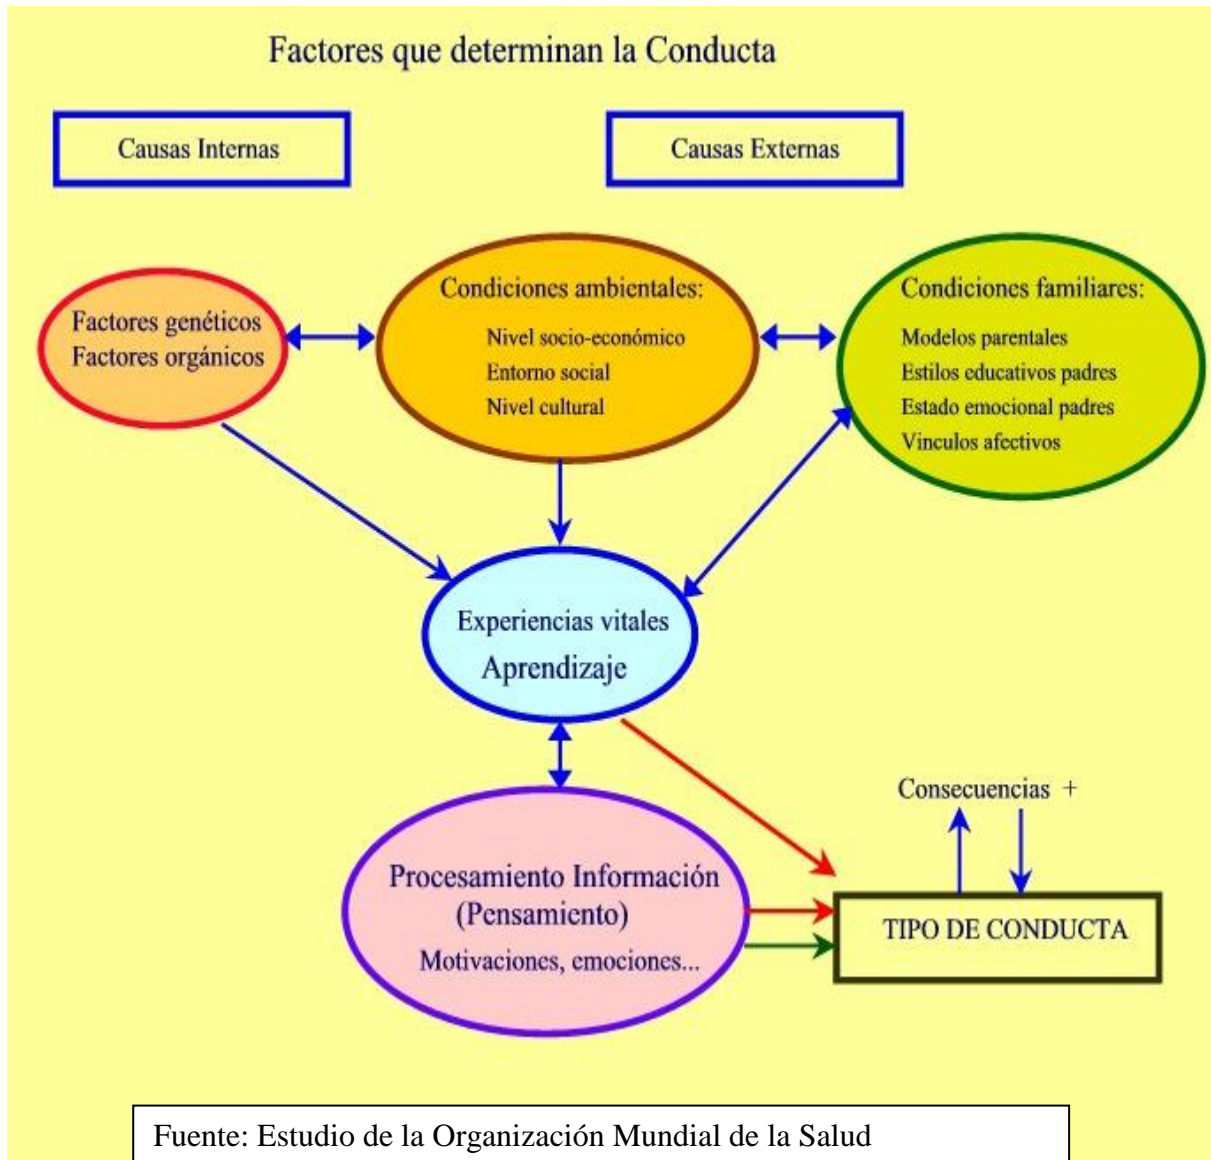 Factores que determinan la Conducta
Causas Internas
Causas Externas
Factores genéticos
Factores orgánicos
Condiciones ambientales:
Nivel socio-económico
Entorno social
Nivel cultural
Condiciones familiares:
Modelos parentales
Estilos educativos padres
Estado emocional padres
Vinculos afectivos
Experiencias vitales
Aprendizaje
Procesamiento Información
(Pensamiento)
Motivaciones, emociones...
Consecuencias +
TIPO DE CONDUCTA
Fuente: Estudio de la Organización Mundial de la Salud